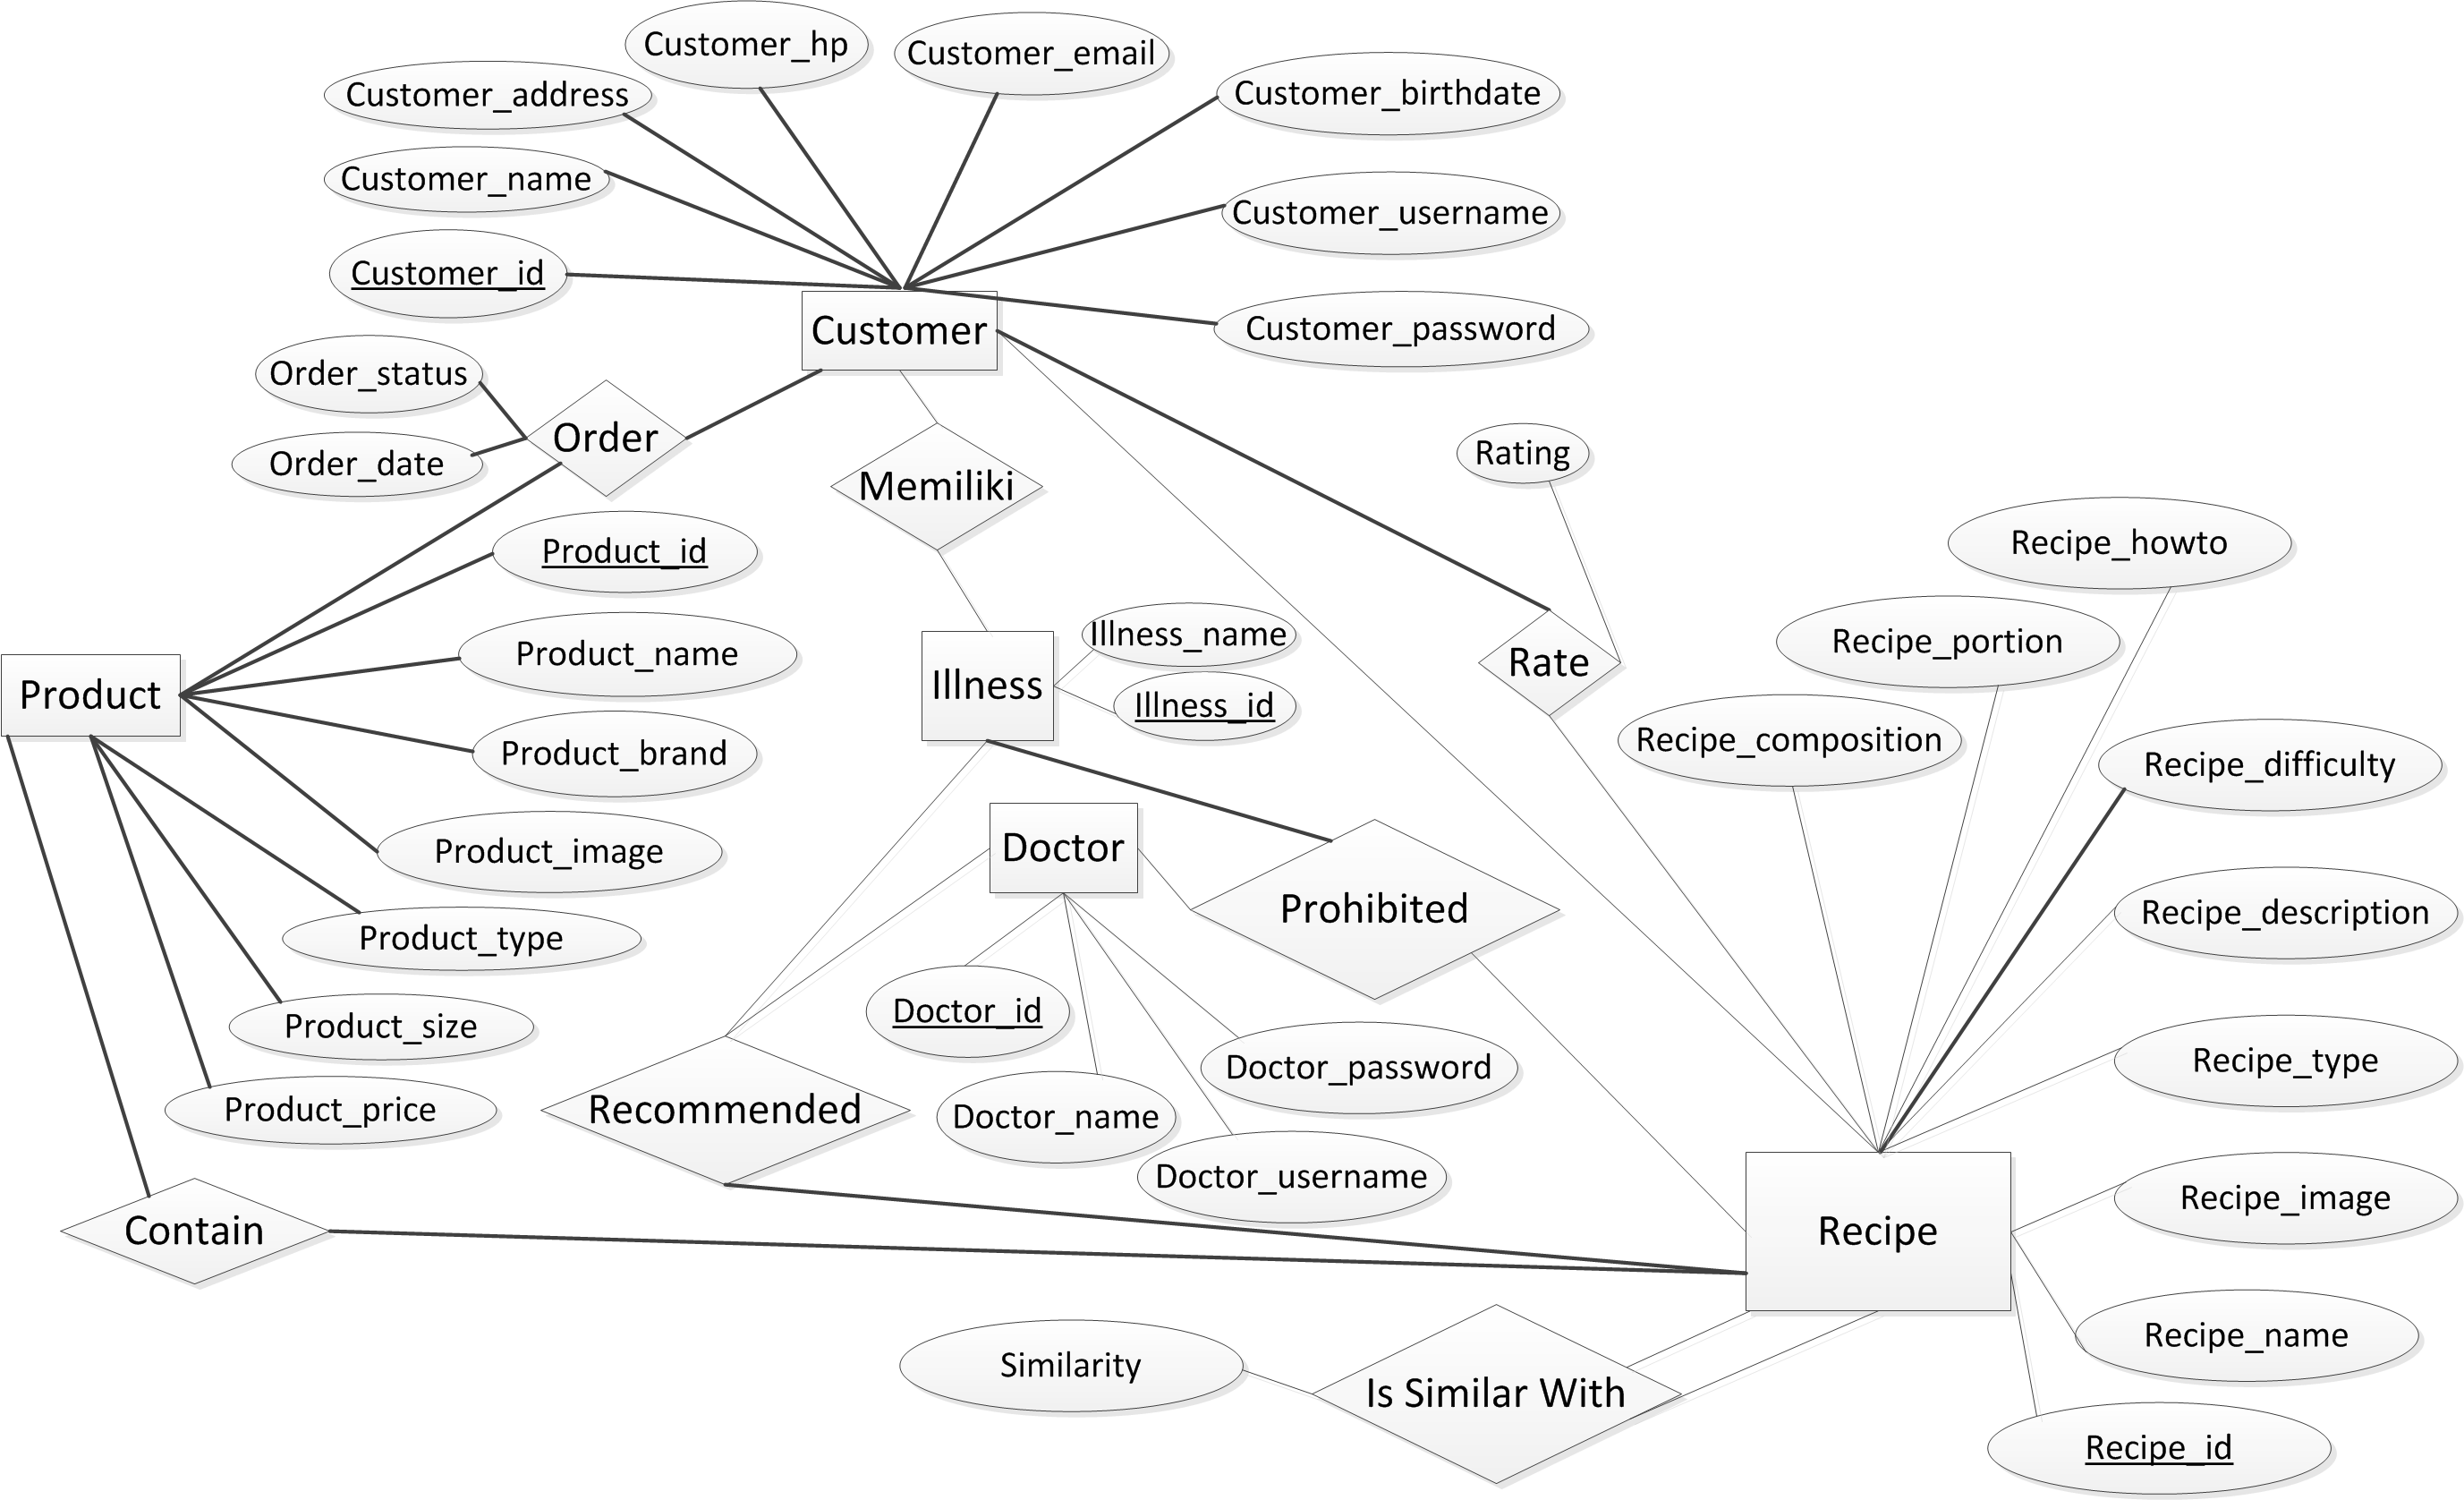 Customer_hp
Customer_email
Customer_address
Customer_birthdate
Customer_name
Customer_username
Customer_id
Customer
Customer_password
Order_status
Order
Order_date
Memiliki
Rating
Product_id
Recipe_howto
Product_name
Illness_name
Recipe_portion
Product
Illness
Rate
Illness_id
Product_brand
Recipe_composition
Recipe_difficulty
Product_image
Doctor
Prohibited
Recipe_description
Product_type
Product_size
Doctor_id
Doctor_password
Recipe_type
Product_price
Recommended
Doctor_name
Doctor_username
Recipe_image
Contain
Recipe
Similarity
Is Similar With
Recipe_name
Recipe_id